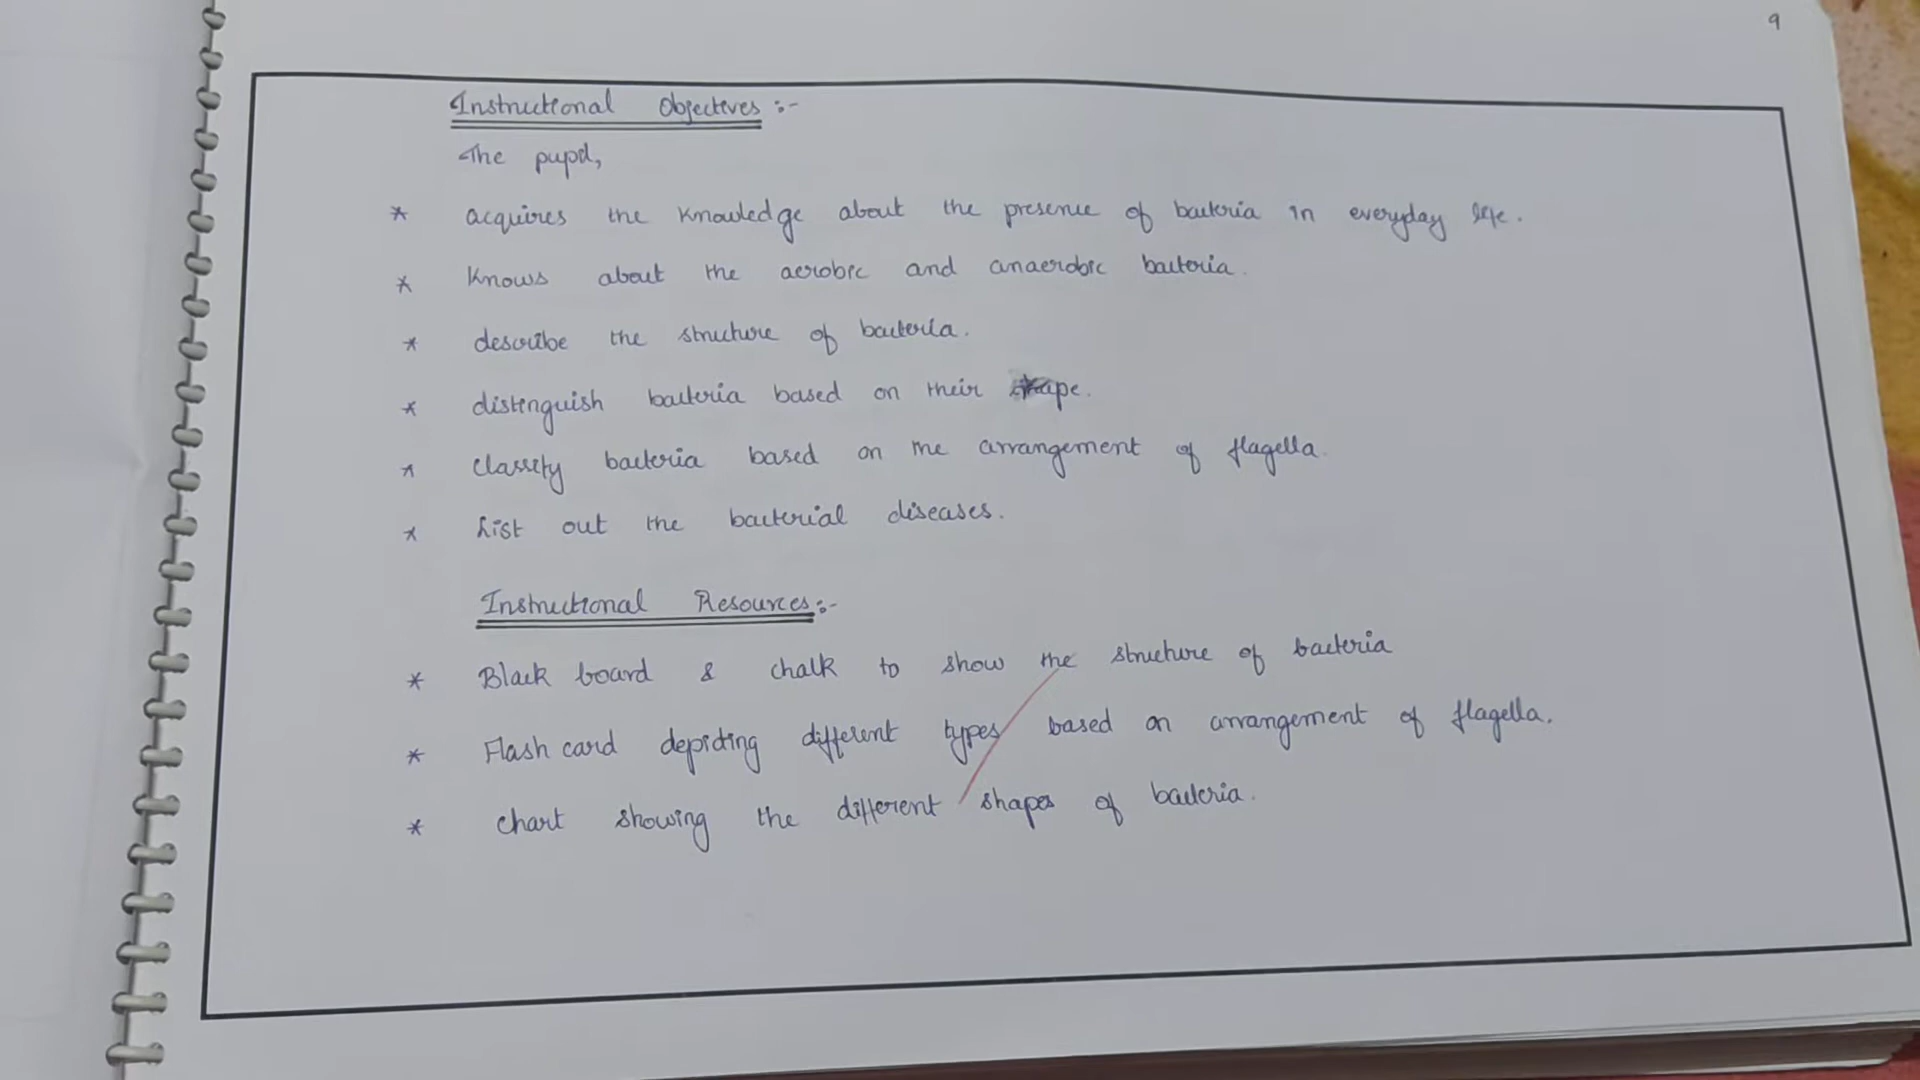 9
Instructional Objectives :-
The pupil,
* acquires the knowledge about the presence of bacteria in everyday life.
* Knows about the aerobic and anaerobic bacteria.
* describe the structure of bacteria.
* distinguish bacteria based on their shape.
* Classify bacteria based on the arrangement of flagella.
* List out the bacterial diseases.
Instructional Resources:-
* Black board & chalk to show the structure of bacteria
* Flash card depicting different types based on arrangement of flagella.
* chart showing the different shapes of bacteria.